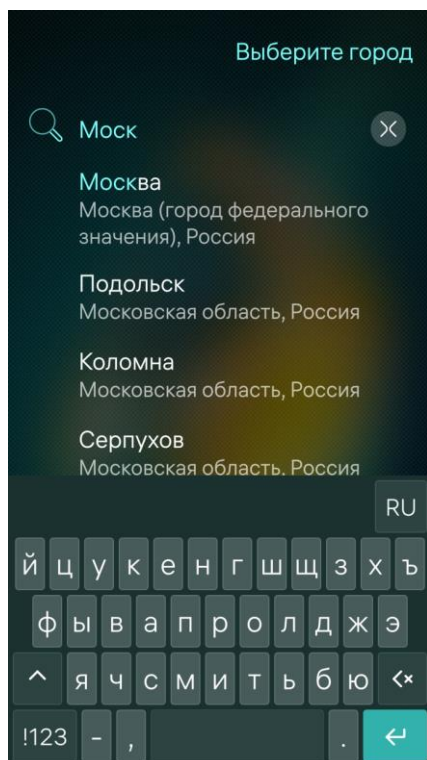 Выберите город
Моск
Москва
Москва (город федерального
значения), Россия
Подольск
Московская область, Россия
Коломна
Московская область, Россия
Серпухов
Московская область, Россия
RU
й ц у к е н г ш щ з х ъ
ф ы в а п р о л д ж э
я ч с м и т ь б ю
!123 - , .